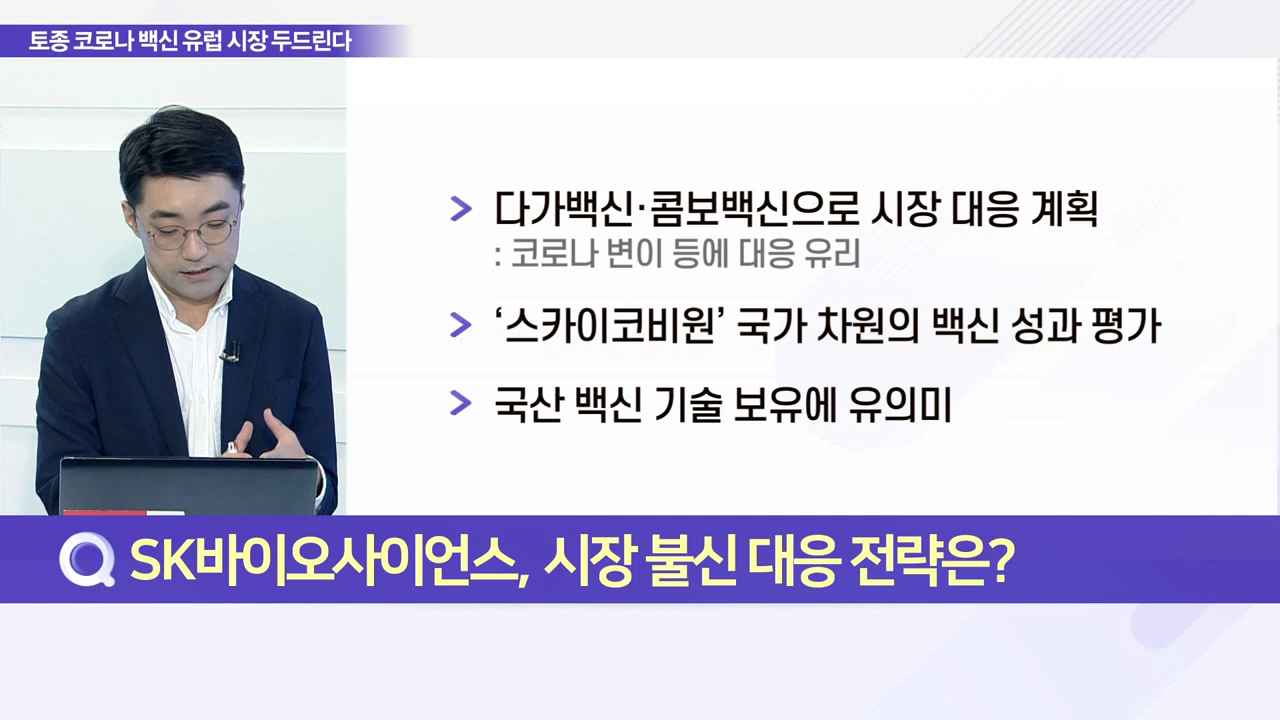 토종 코로나 백신 유럽 시장 두드린다
> 다가백신·콤보백신으로 시장 대응 계획
: 코로나 변이 등에 대응 유리
> ‘스카이코비원’ 국가 차원의 백신 성과 평가
> 국산 백신 기술 보유에 유의미
Q SK바이오사이언스, 시장 불신 대응 전략은?